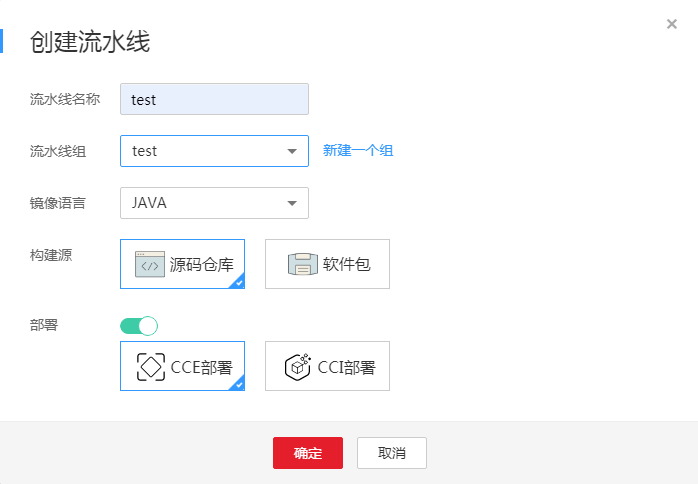 创建流水线
流水线名称 test
流水线组 test 新建一个组
镜像语言 JAVA
构建源 源码仓库 软件包
部署
CCE部署 CCI部署
确定 取消